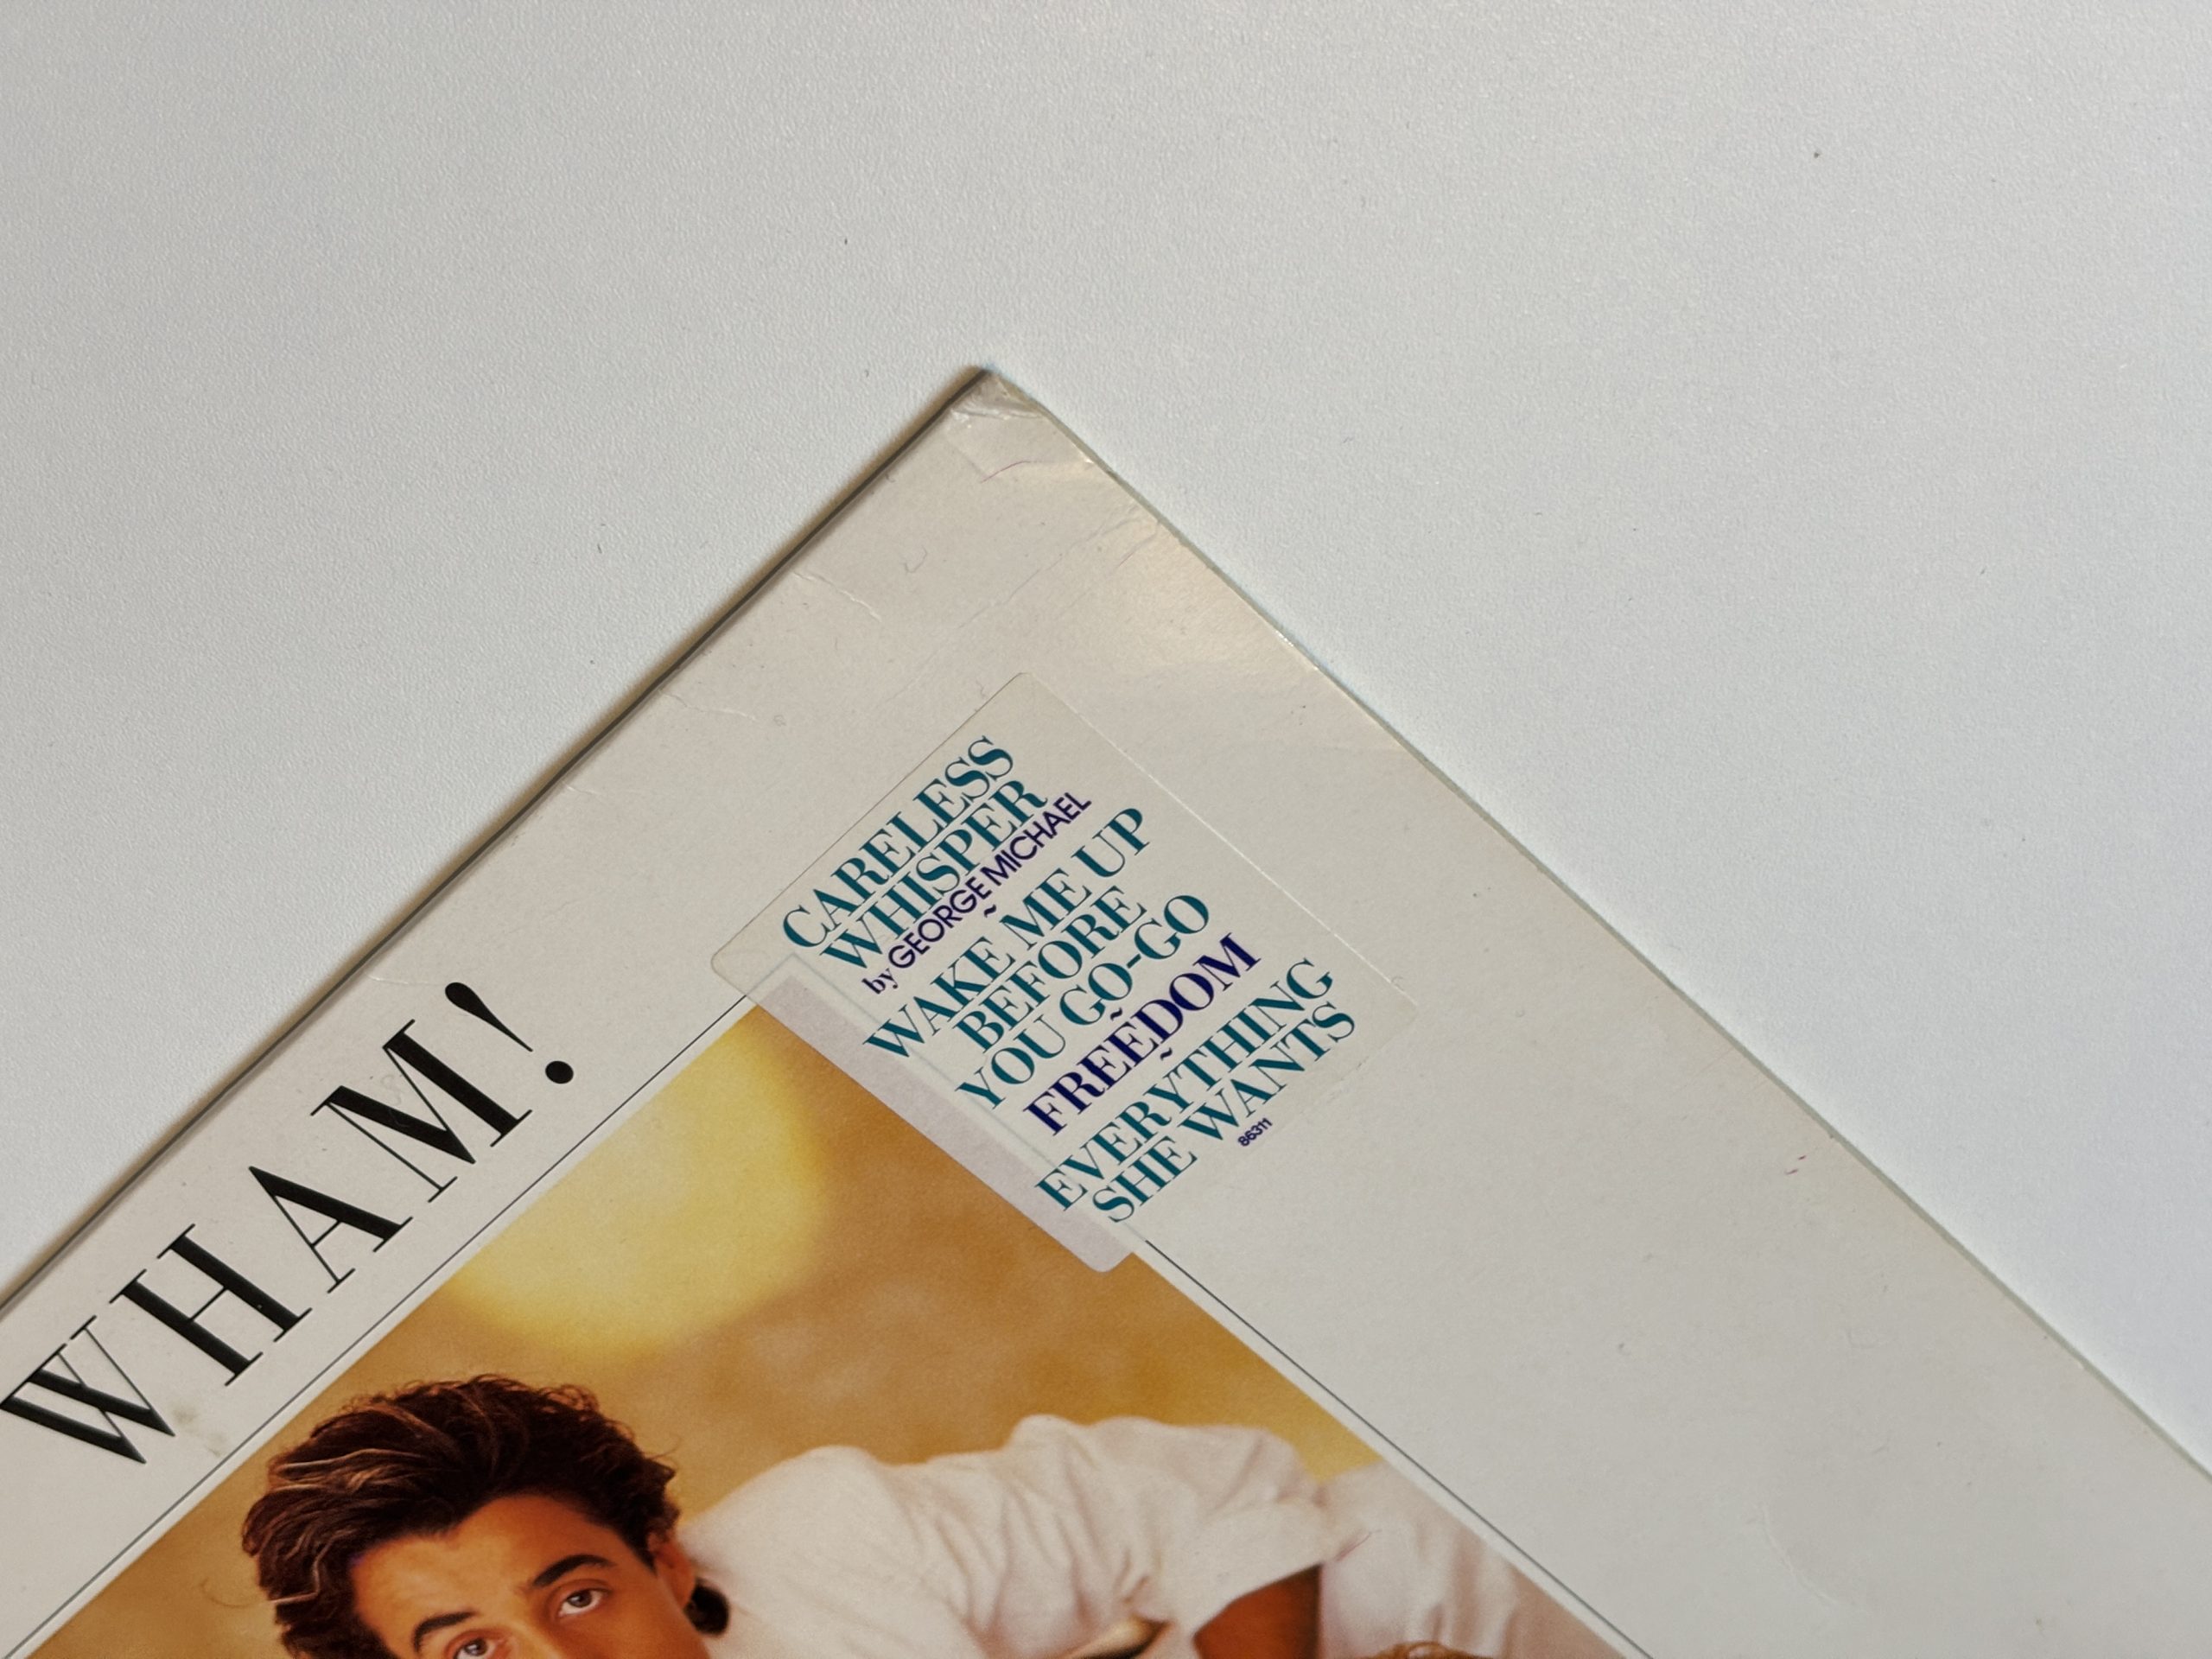 WHAM!
CARELESS
WHISPER
by GEORGE MICHAEL
~
WAKE ME UP
BEFORE
YOU GO-GO
~
FREEDOM
~
EVERYTHING
SHE WANTS
86311